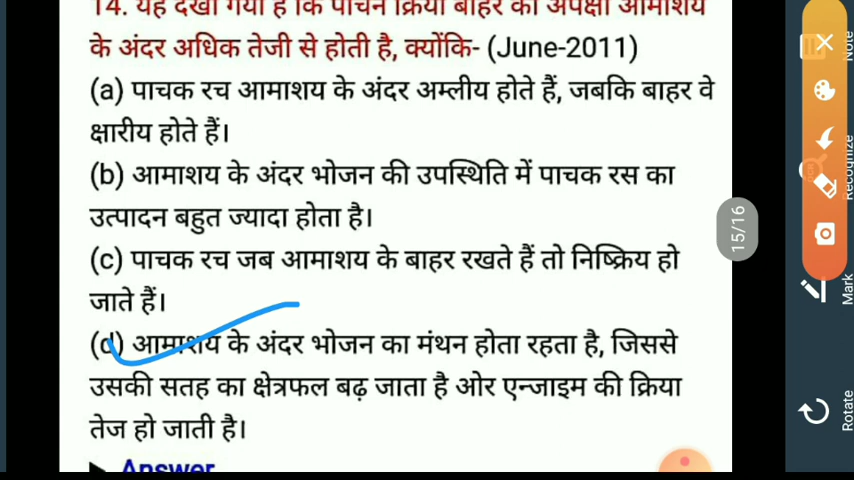 14. यह देखा गया है कि पाचन क्रिया बाहर की अपेक्षा आमाशय
के अंदर अधिक तेजी से होती है, क्योंकि- (June-2011)
(a) पाचक रच आमाशय के अंदर अम्लीय होते हैं, जबकि बाहर वे
क्षारीय होते हैं।
(b) आमाशय के अंदर भोजन की उपस्थिति में पाचक रस का
उत्पादन बहुत ज्यादा होता है।
(c) पाचक रच जब आमाशय के बाहर रखते हैं तो निष्क्रिय हो
जाते हैं।
(d) आमाशय के अंदर भोजन का मंथन होता रहता है, जिससे
उसकी सतह का क्षेत्रफल बढ़ जाता है ओर एन्जाइम की क्रिया
तेज हो जाती है।
Answer
15/16
Note
Recognize
Mark
Rotate